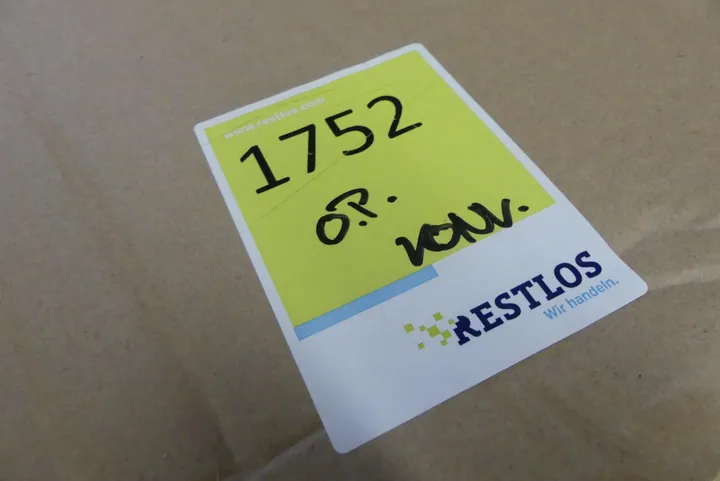 www.restlos.com
1752
O.P.
KONV.
RESTLOS
Wir handeln.